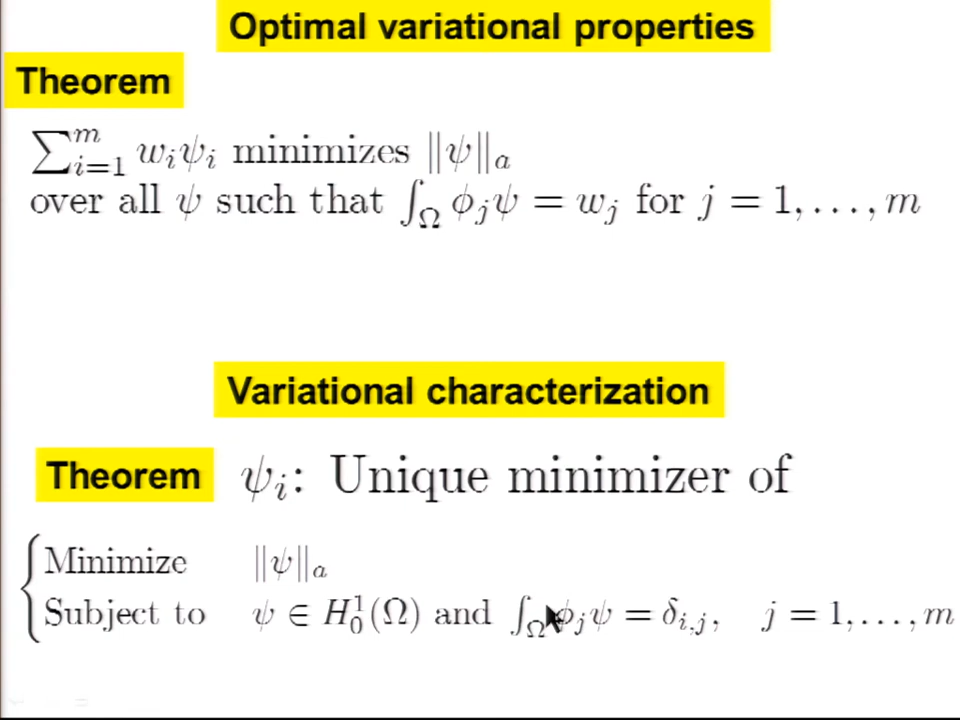 Optimal variational properties
Theorem
∑_{i=1}^{m} w_i ψ_i minimizes ‖ψ‖_a
over all ψ such that ∫_Ω ϕ_j ψ = w_j for j = 1, . . . , m
Variational characterization
Theorem ψ_i: Unique minimizer of
Minimize ‖ψ‖_a
Subject to ψ ∈ H_0^1(Ω) and ∫_Ω ϕ_j ψ = δ_{i,j}, j = 1, . . . , m